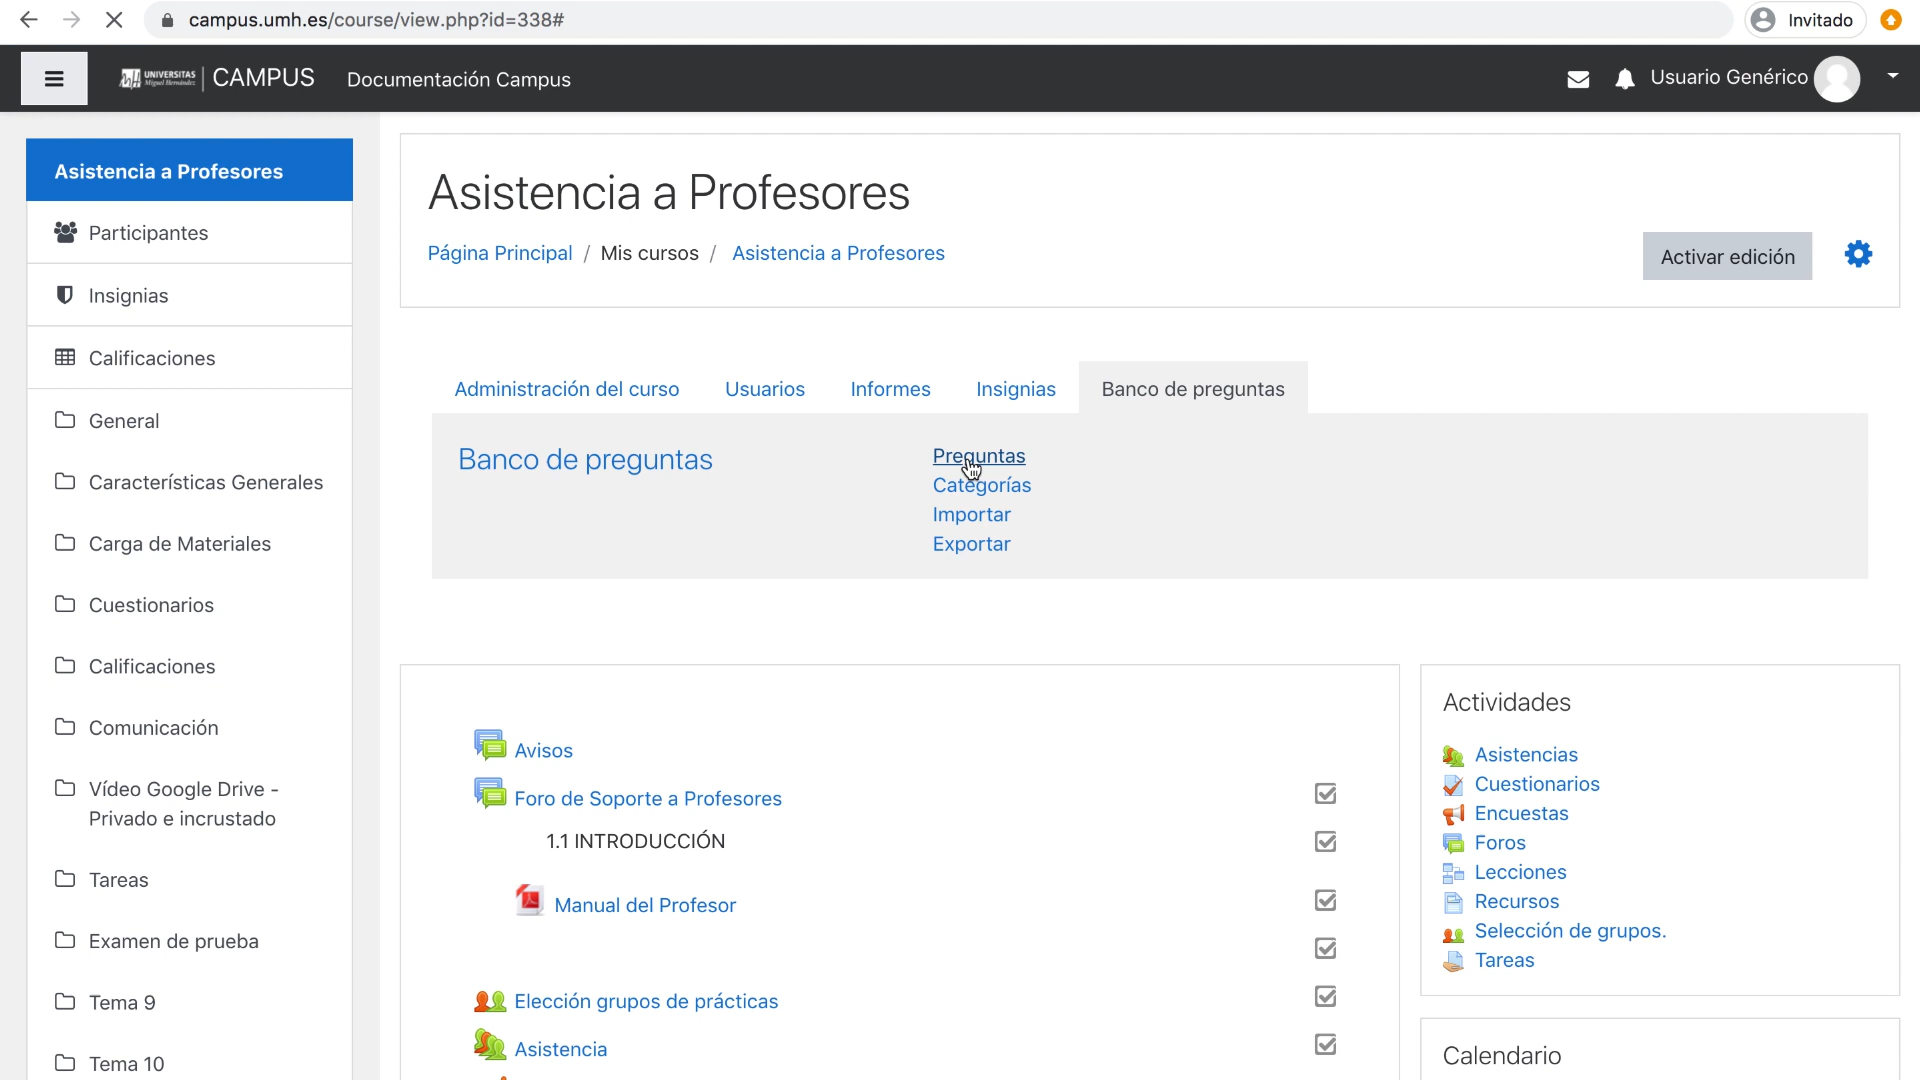 campus.umh.es/course/view.php?id=338#
Invitado
UNIVERSITAS
Miguel Hernández
CAMPUS
Documentación Campus
Usuario Genérico
Asistencia a Profesores
Participantes
Insignias
Calificaciones
General
Características Generales
Carga de Materiales
Cuestionarios
Calificaciones
Comunicación
Vídeo Google Drive -
Privado e incrustado
Tareas
Examen de prueba
Tema 9
Tema 10
Asistencia a Profesores
Página Principal / Mis cursos / Asistencia a Profesores
Activar edición
Administración del curso
Usuarios
Informes
Insignias
Banco de preguntas
Banco de preguntas
Preguntas
Categorías
Importar
Exportar
Avisos
Foro de Soporte a Profesores
1.1 INTRODUCCIÓN
Manual del Profesor
Elección grupos de prácticas
Asistencia
Actividades
Asistencias
Cuestionarios
Encuestas
Foros
Lecciones
Recursos
Selección de grupos.
Tareas
Calendario